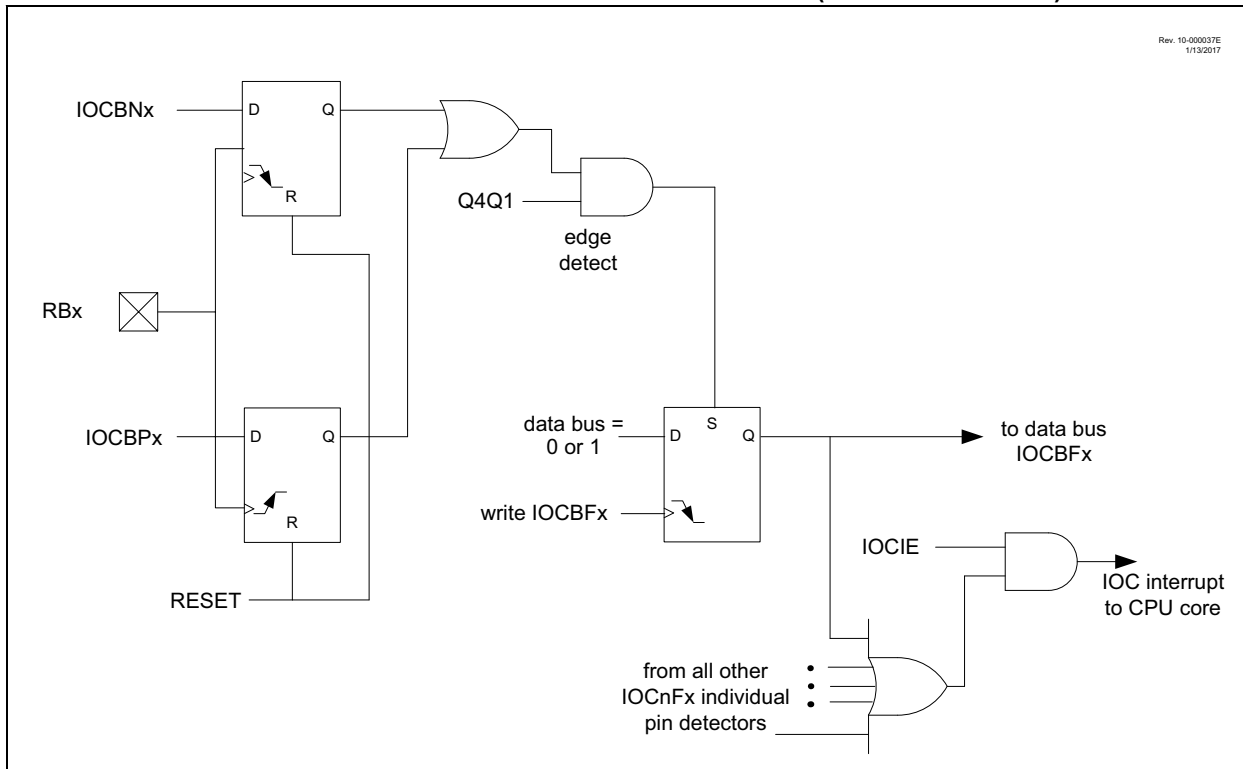 Rev. 10-000037E
1/13/2017
IOCBNx
D
Q
R
Q4Q1
edge
detect
RBx
IOCBPx
D
Q
R
RESET
data bus =
0 or 1
D
S
Q
write IOCBFx
to data bus
IOCBFx
IOCIE
IOC interrupt
to CPU core
from all other
IOCnFx individual
pin detectors